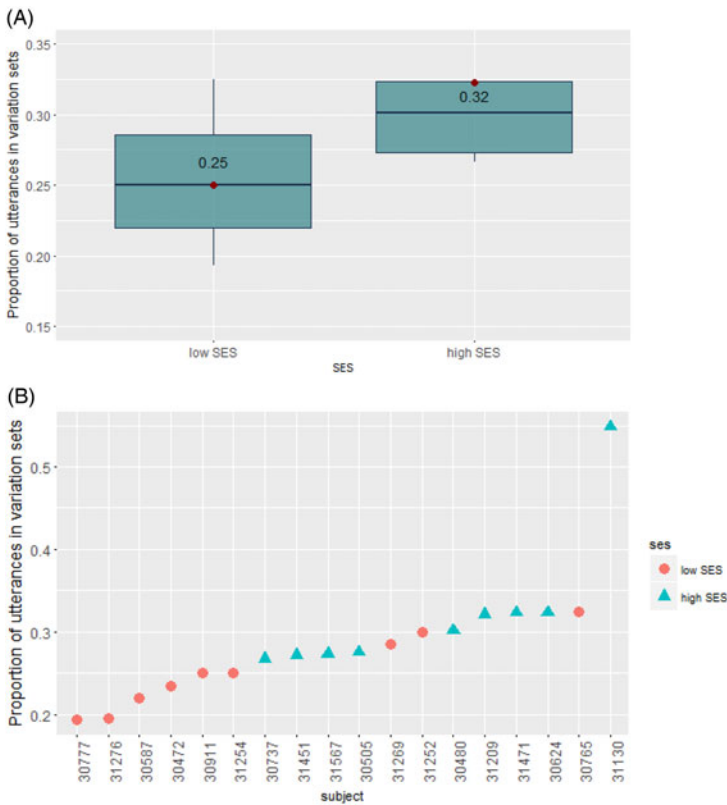 (A)
Proportion of utterances in variation sets
0.35
0.30
0.25
0.20
0.15
0.25
0.32
low SES
high SES
SES
(B)
Proportion of utterances in variation sets
0.5
0.4
0.3
0.2
30777
31276
30587
30472
30911
31254
30737
31451
31567
30505
31269
31252
30480
31209
31471
30624
30765
31130
subject
ses
low SES
high SES